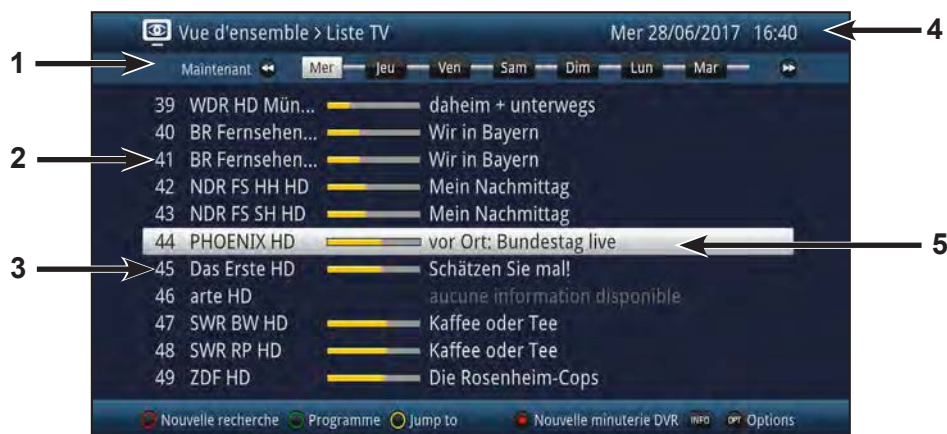 Vue d'ensemble > Liste TV Mer 28/06/2017 16:40 4
1 Maintenant Mer Jeu Ven Sam Dim Lun Mar
39 WDR HD Mün... daheim + unterwegs
40 BR Fernsehen... Wir in Bayern
2 41 BR Fernsehen... Wir in Bayern
42 NDR FS HH HD Mein Nachmittag
43 NDR FS SH HD Mein Nachmittag
44 PHOENIX HD vor Ort: Bundestag live 5
3 45 Das Erste HD Schätzen Sie mal!
46 arte HD aucune information disponible
47 SWR BW HD Kaffee oder Tee
48 SWR RP HD Kaffee oder Tee
49 ZDF HD Die Rosenheim-Cops
Nouvelle recherche Programme Jump to Nouvelle minuterie DVR INFO OPT Options